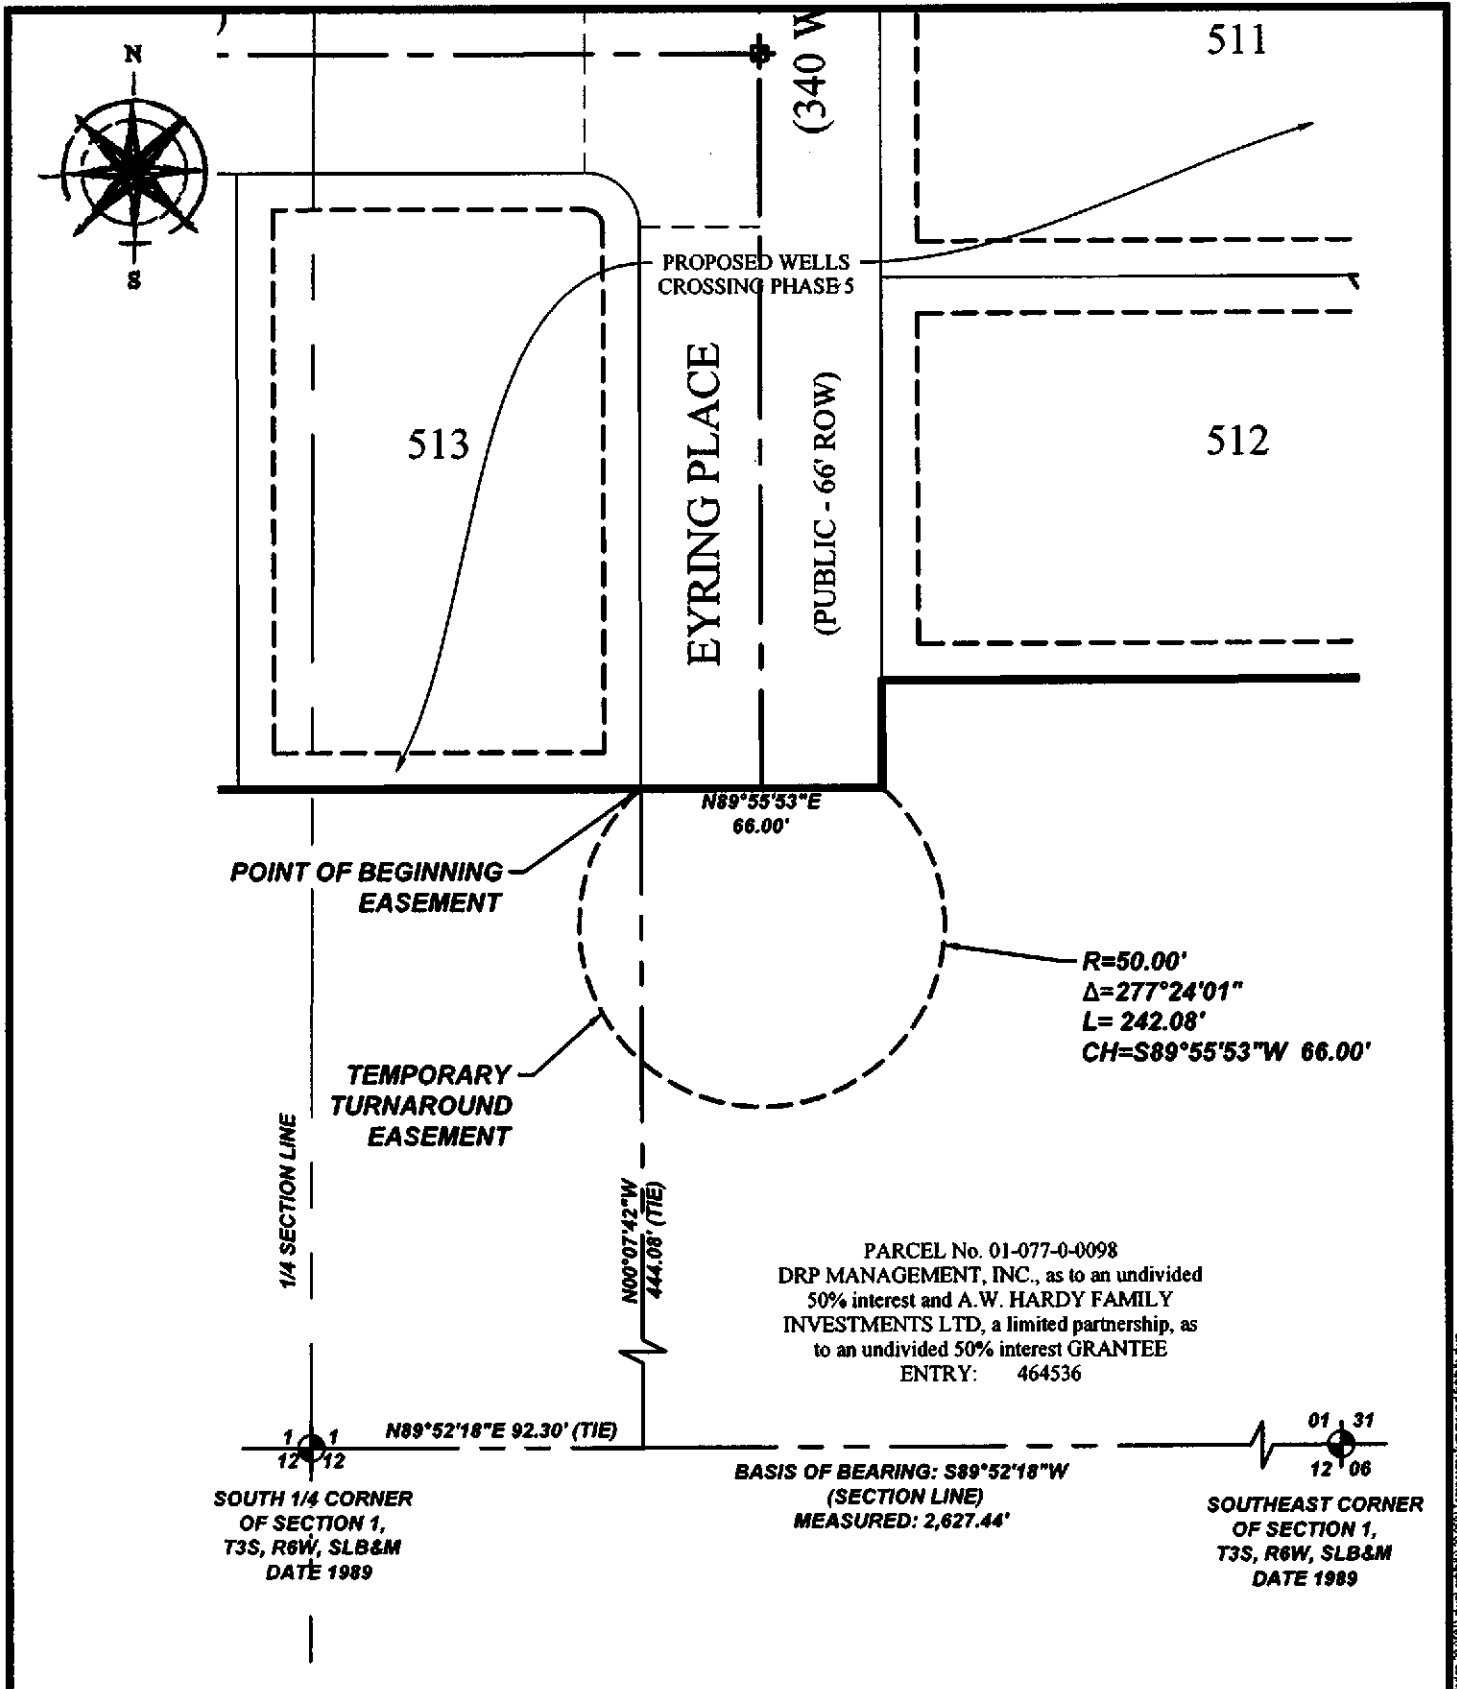 N
S
(340 W
511
PROPOSED WELLS
CROSSING PHASE 5
513
EYRING PLACE
(PUBLIC - 66' ROW)
512
N89°55'53"E
66.00'
POINT OF BEGINNING
EASEMENT
R=50.00'
Δ=277°24'01"
L= 242.08'
CH=S89°55'53"W 66.00'
TEMPORARY
TURNAROUND
EASEMENT
1/4 SECTION LINE
N00°07'42"W
444.08' (TIE)
PARCEL No. 01-077-0-0098
DRP MANAGEMENT, INC., as to an undivided
50% interest and A.W. HARDY FAMILY
INVESTMENTS LTD, a limited partnership, as
to an undivided 50% interest GRANTEE
ENTRY: 464536
1 1
12 12
N89°52'18"E 92.30' (TIE)
01 31
12 06
BASIS OF BEARING: S89°52'18"W
(SECTION LINE)
MEASURED: 2,627.44'
SOUTH 1/4 CORNER
OF SECTION 1,
T3S, R6W, SLB&M
DATE 1989
SOUTHEAST CORNER
OF SECTION 1,
T3S, R6W, SLB&M
DATE 1989